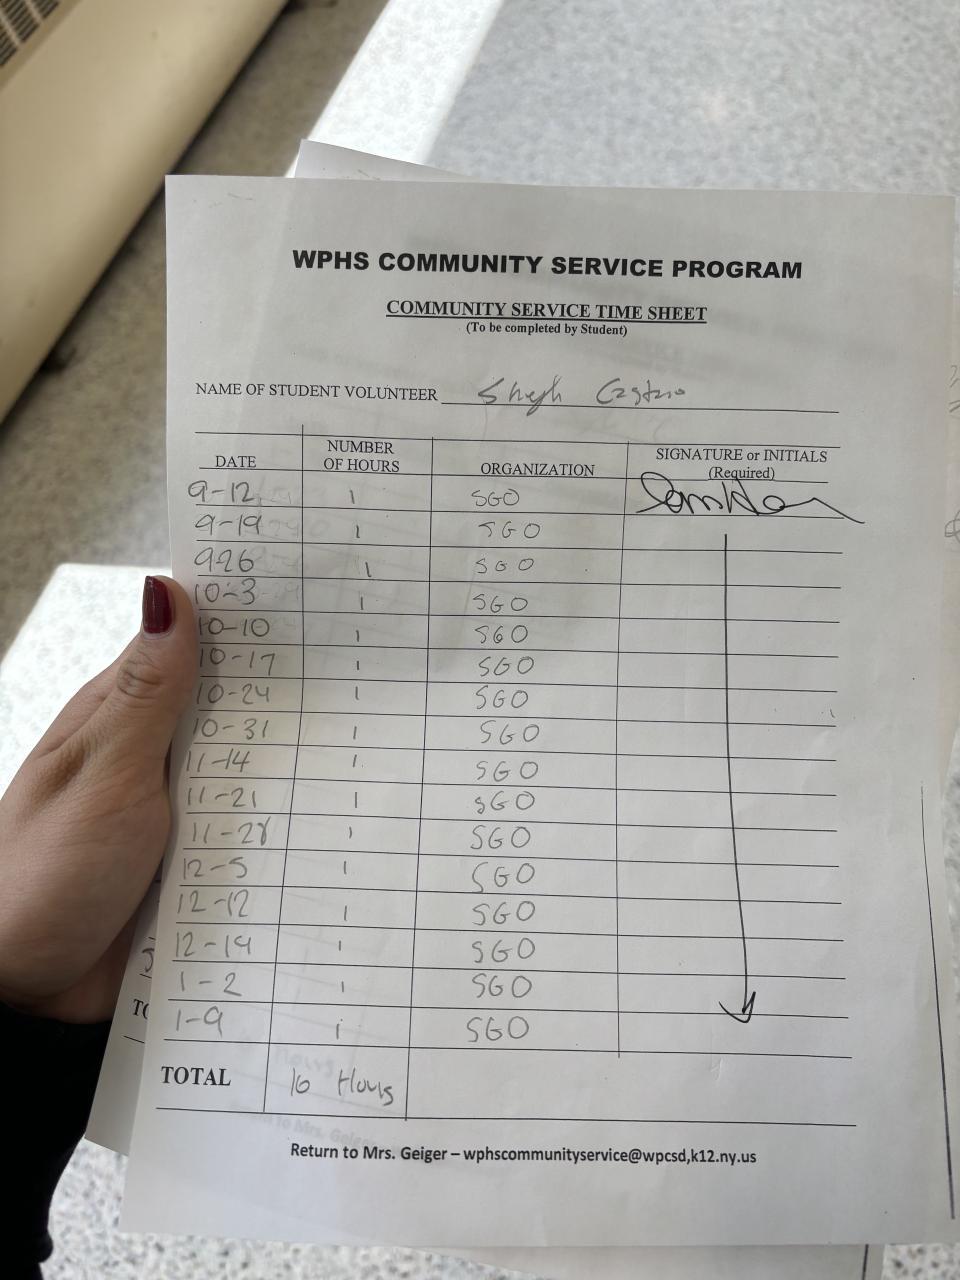 WPHS COMMUNITY SERVICE PROGRAM
COMMUNITY SERVICE TIME SHEET
(To be completed by Student)
NAME OF STUDENT VOLUNTEER
DATE NUMBER OF HOURS ORGANIZATION SIGNATURE or INITIALS (Required)
9-12 1 SGO
9-19 1 SGO
926 1 SGO
10-3 1 SGO
10-10 1 SGO
10-17 1 SGO
10-24 1 SGO
10-31 1 SGO
11-14 1 SGO
11-21 1 SGO
11-28 1 SGO
12-5 1 SGO
12-12 1 SGO
12-19 1 SGO
1-2 1 SGO
1-9 1 SGO
TOTAL 16 Hours
Return to Mrs. Geiger – wphscommunityservice@wpcsd,k12.ny.us